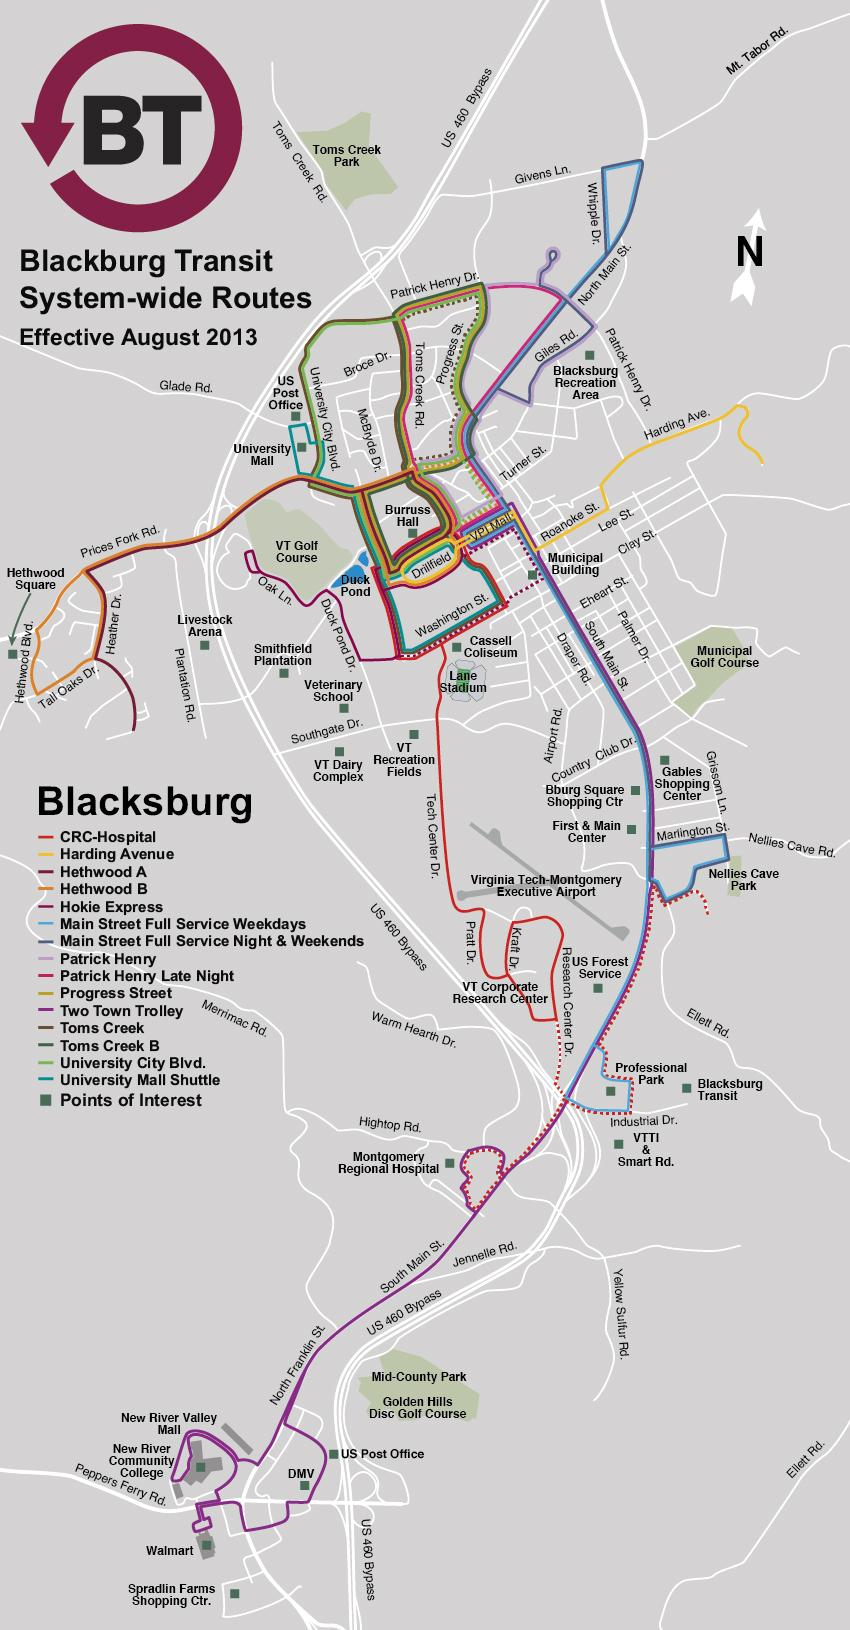 BT
Blackburg Transit
System-wide Routes
Effective August 2013
N
Mt. Tabor Rd.
US 460 Bypass
Toms Creek Rd.
Toms Creek
Park
Givens Ln.
Whipple Dr.
North Main St.
Patrick Henry Dr.
Giles Rd.
Patrick Henry Dr.
Blacksburg
Recreation
Area
Broce Dr.
Toms Creek Rd.
Progress St.
Glade Rd.
US
Post
Office
University City Blvd.
McBryde Dr.
University
Mall
Harding Ave.
Turner St.
Roanoke St.
Lee St.
Clay St.
Burruss
Hall
VPI Mall
Drillfield
Prices Fork Rd.
VT Golf
Course
Duck
Pond
Oak Ln.
Duck Pond Dr.
Washington St.
Municipal
Building
Eheart St.
Palmer Dr.
Draper Rd.
South Main St.
Municipal
Golf Course
Hethwood
Square
Hethwood Blvd.
Heather Dr.
Tall Oaks Dr.
Livestock
Arena
Plantation Rd.
Smithfield
Plantation
Cassell
Coliseum
Lane
Stadium
Veterinary
School
Southgate Dr.
VT Dairy
Complex
VT
Recreation
Fields
Airport Rd.
Country Club Dr.
Bburg Square
Shopping Ctr
Gables
Shopping
Center
Grissom Ln.
First & Main
Center
Marlington St.
Nellies Cave Rd.
Nellies Cave
Park
Tech Center Dr.
Virginia Tech-Montgomery
Executive Airport
Blacksburg
CRC-Hospital
Harding Avenue
Hethwood A
Hethwood B
Hokie Express
Main Street Full Service Weekdays
Main Street Full Service Night & Weekends
Patrick Henry
Patrick Henry Late Night
Progress Street
Two Town Trolley
Toms Creek
Toms Creek B
University City Blvd.
University Mall Shuttle
Points of Interest
US 460 Bypass
Pratt Dr.
Kraft Dr.
Research Center Dr.
US Forest
Service
VT Corporate
Research Center
Merrimac Rd.
Warm Hearth Dr.
Ellett Rd.
Professional
Park
Blacksburg
Transit
Industrial Dr.
VTTI
&
Smart Rd.
Hightop Rd.
Montgomery
Regional Hospital
South Main St.
Jennelle Rd.
US 460 Bypass
Yellow Sulfur Rd.
North Franklin St.
Mid-County Park
Golden Hills
Disc Golf Course
New River Valley
Mall
New River
Community
College
US Post Office
DMV
Peppers Ferry Rd.
Ellett Rd.
Walmart
US 460 Bypass
Spradlin Farms
Shopping Ctr.